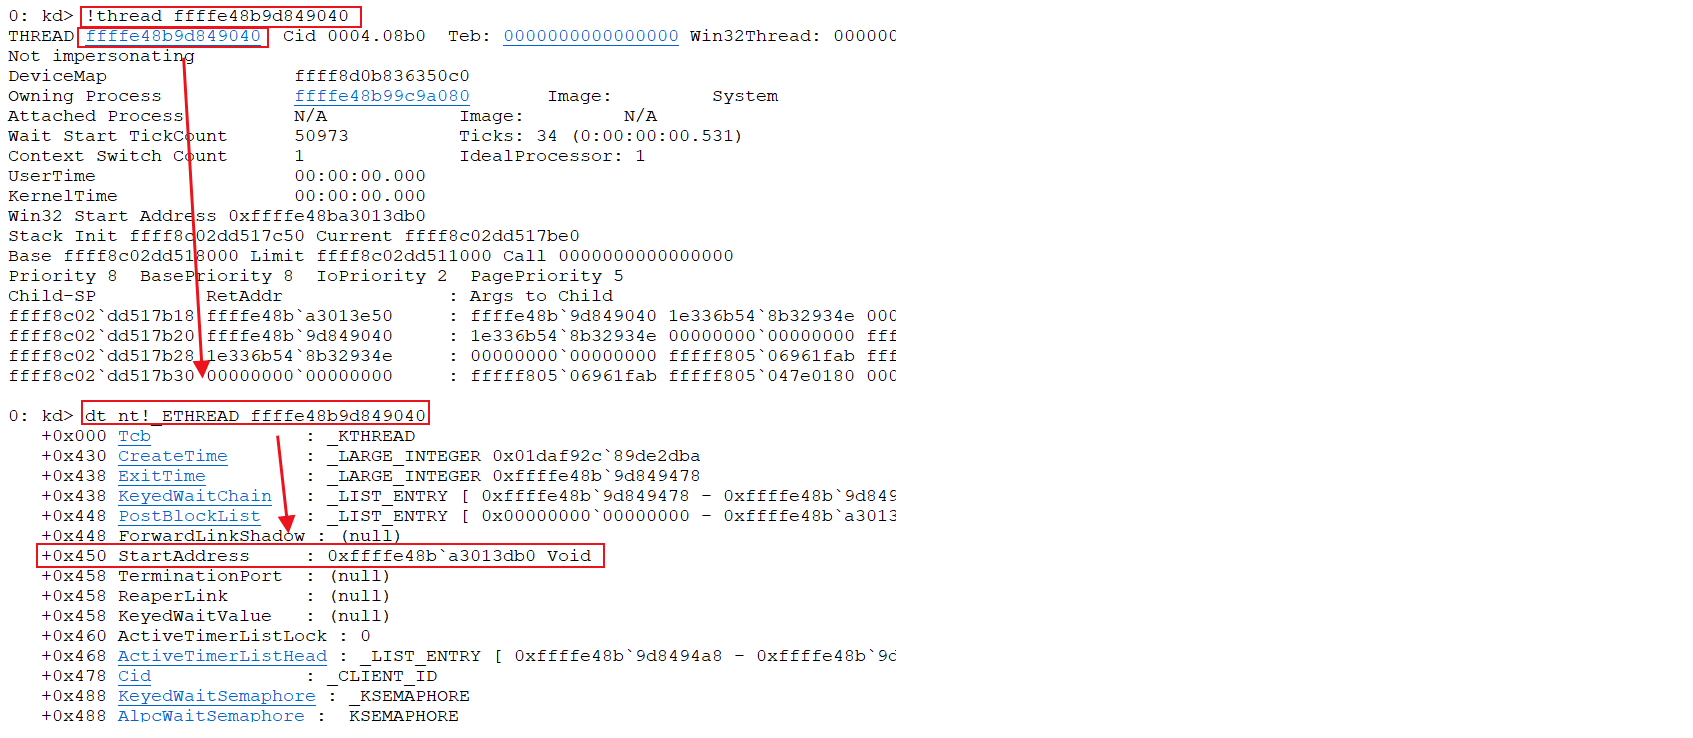 0: kd> !thread ffffe48b9d849040
THREAD ffffe48b9d849040  Cid 0004.08b0  Teb: 0000000000000000 Win32Thread: 000000
Not impersonating
DeviceMap                 ffff8d0b836350c0
Owning Process            ffffe48b99c9a080       Image:         System
Attached Process          N/A            Image:         N/A
Wait Start TickCount      50973          Ticks: 34 (0:00:00:00.531)
Context Switch Count      1              IdealProcessor: 1
UserTime                  00:00:00.000
KernelTime                00:00:00.000
Win32 Start Address 0xffffe48ba3013db0
Stack Init ffff8c02dd517c50 Current ffff8c02dd517be0
Base ffff8c02dd518000 Limit ffff8c02dd511000 Call 0000000000000000
Priority 8  BasePriority 8  IoPriority 2  PagePriority 5
Child-SP          RetAddr               : Args to Child
ffff8c02`dd517b18 ffffe48b`a3013e50     : ffffe48b`9d849040 1e336b54`8b32934e 000
ffff8c02`dd517b20 ffffe48b`9d849040     : 1e336b54`8b32934e 00000000`00000000 fff
ffff8c02`dd517b28 1e336b54`8b32934e     : 00000000`00000000 fffff805`06961fab fff
ffff8c02`dd517b30 00000000`00000000     : fffff805`06961fab fffff805`047e0180 000
0: kd> dt nt!_ETHREAD ffffe48b9d849040
+0x000 Tcb              : _KTHREAD
+0x430 CreateTime       : _LARGE_INTEGER 0x01daf92c`89de2dba
+0x438 ExitTime         : _LARGE_INTEGER 0xffffe48b`9d849478
+0x438 KeyedWaitChain   : _LIST_ENTRY [ 0xffffe48b`9d849478 - 0xffffe48b`9d849
+0x448 PostBlockList    : _LIST_ENTRY [ 0x00000000`00000000 - 0xffffe48b`a3013
+0x448 ForwardLinkShadow : (null)
+0x450 StartAddress     : 0xffffe48b`a3013db0 Void
+0x458 TerminationPort  : (null)
+0x458 ReaperLink       : (null)
+0x458 KeyedWaitValue   : (null)
+0x460 ActiveTimerListLock : 0
+0x468 ActiveTimerListHead : _LIST_ENTRY [ 0xffffe48b`9d8494a8 - 0xffffe48b`9d
+0x478 Cid              : _CLIENT_ID
+0x488 KeyedWaitSemaphore : _KSEMAPHORE
+0x488 AlpcWaitSemaphore : KSEMAPHORE